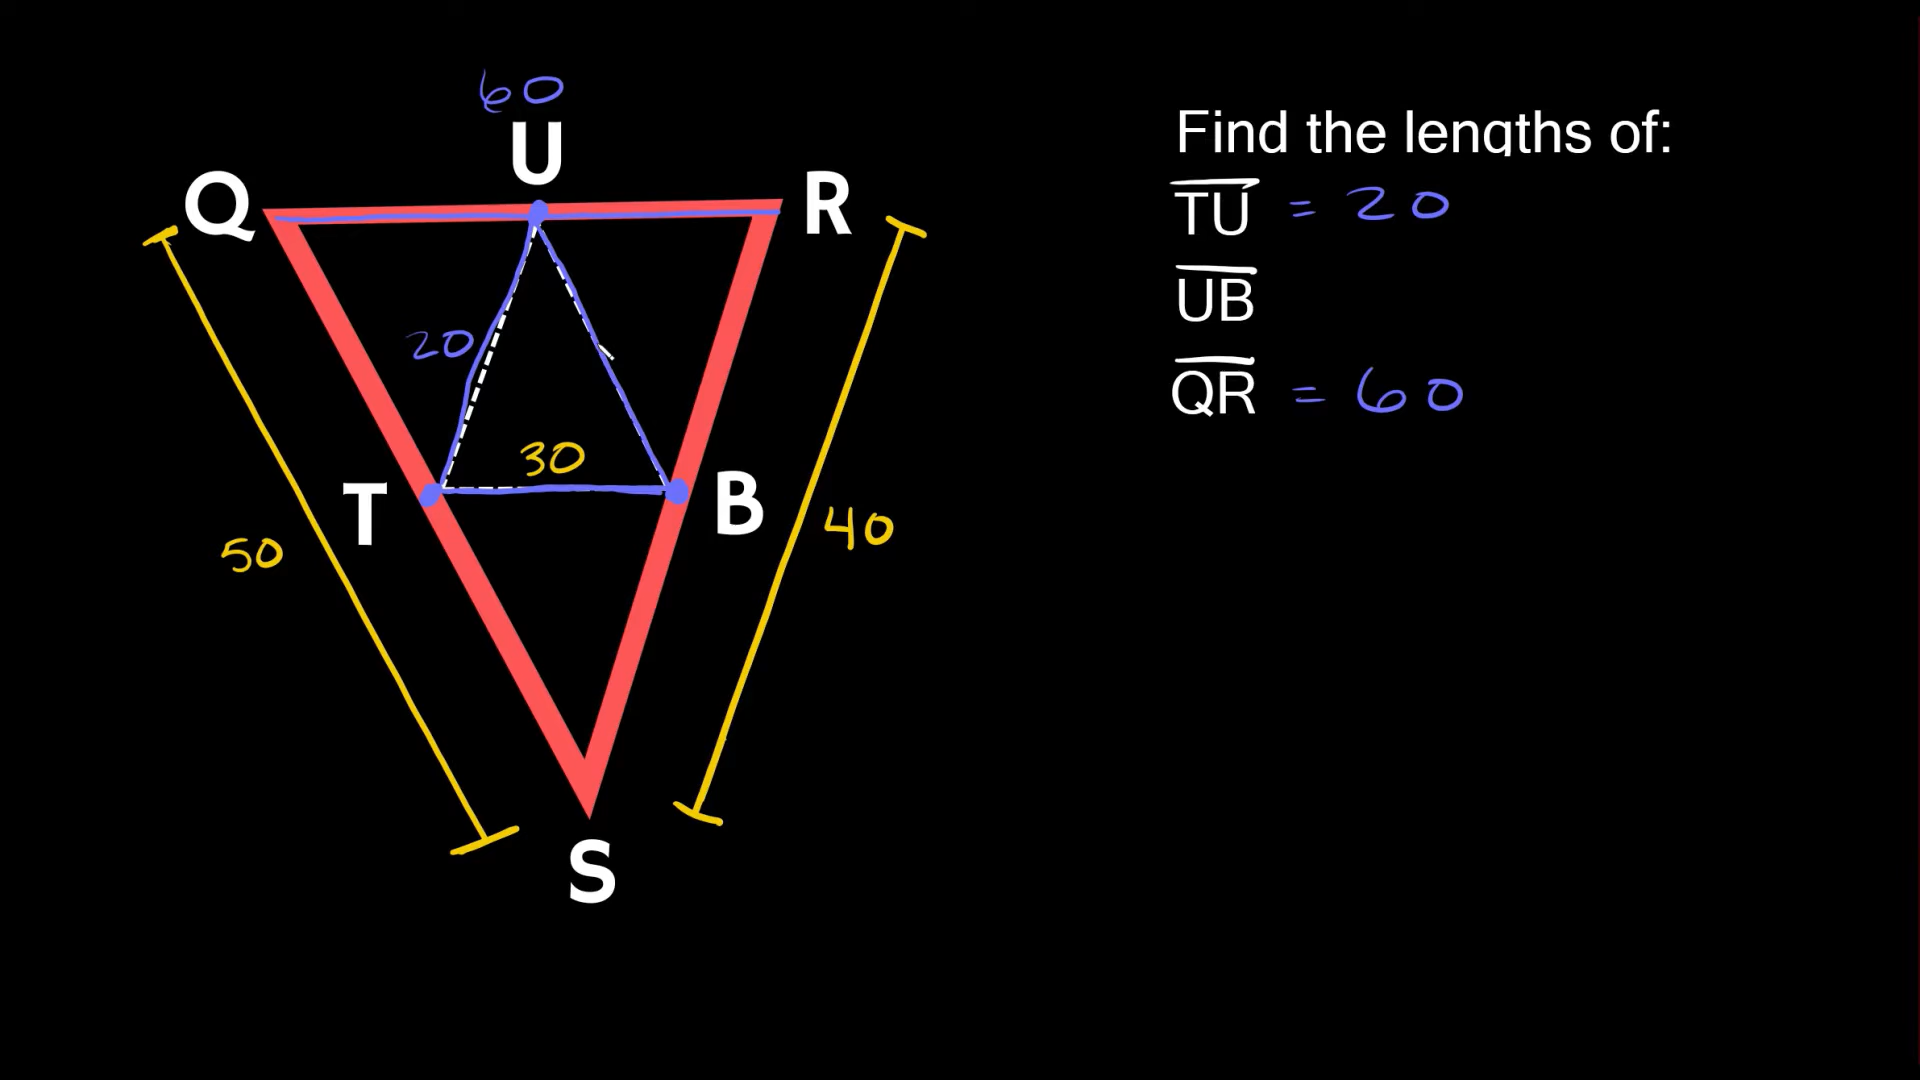 60
U
Q
R
20
30
T
B
50
40
S
Find the lengths of:
TU = 20
UB
QR = 60